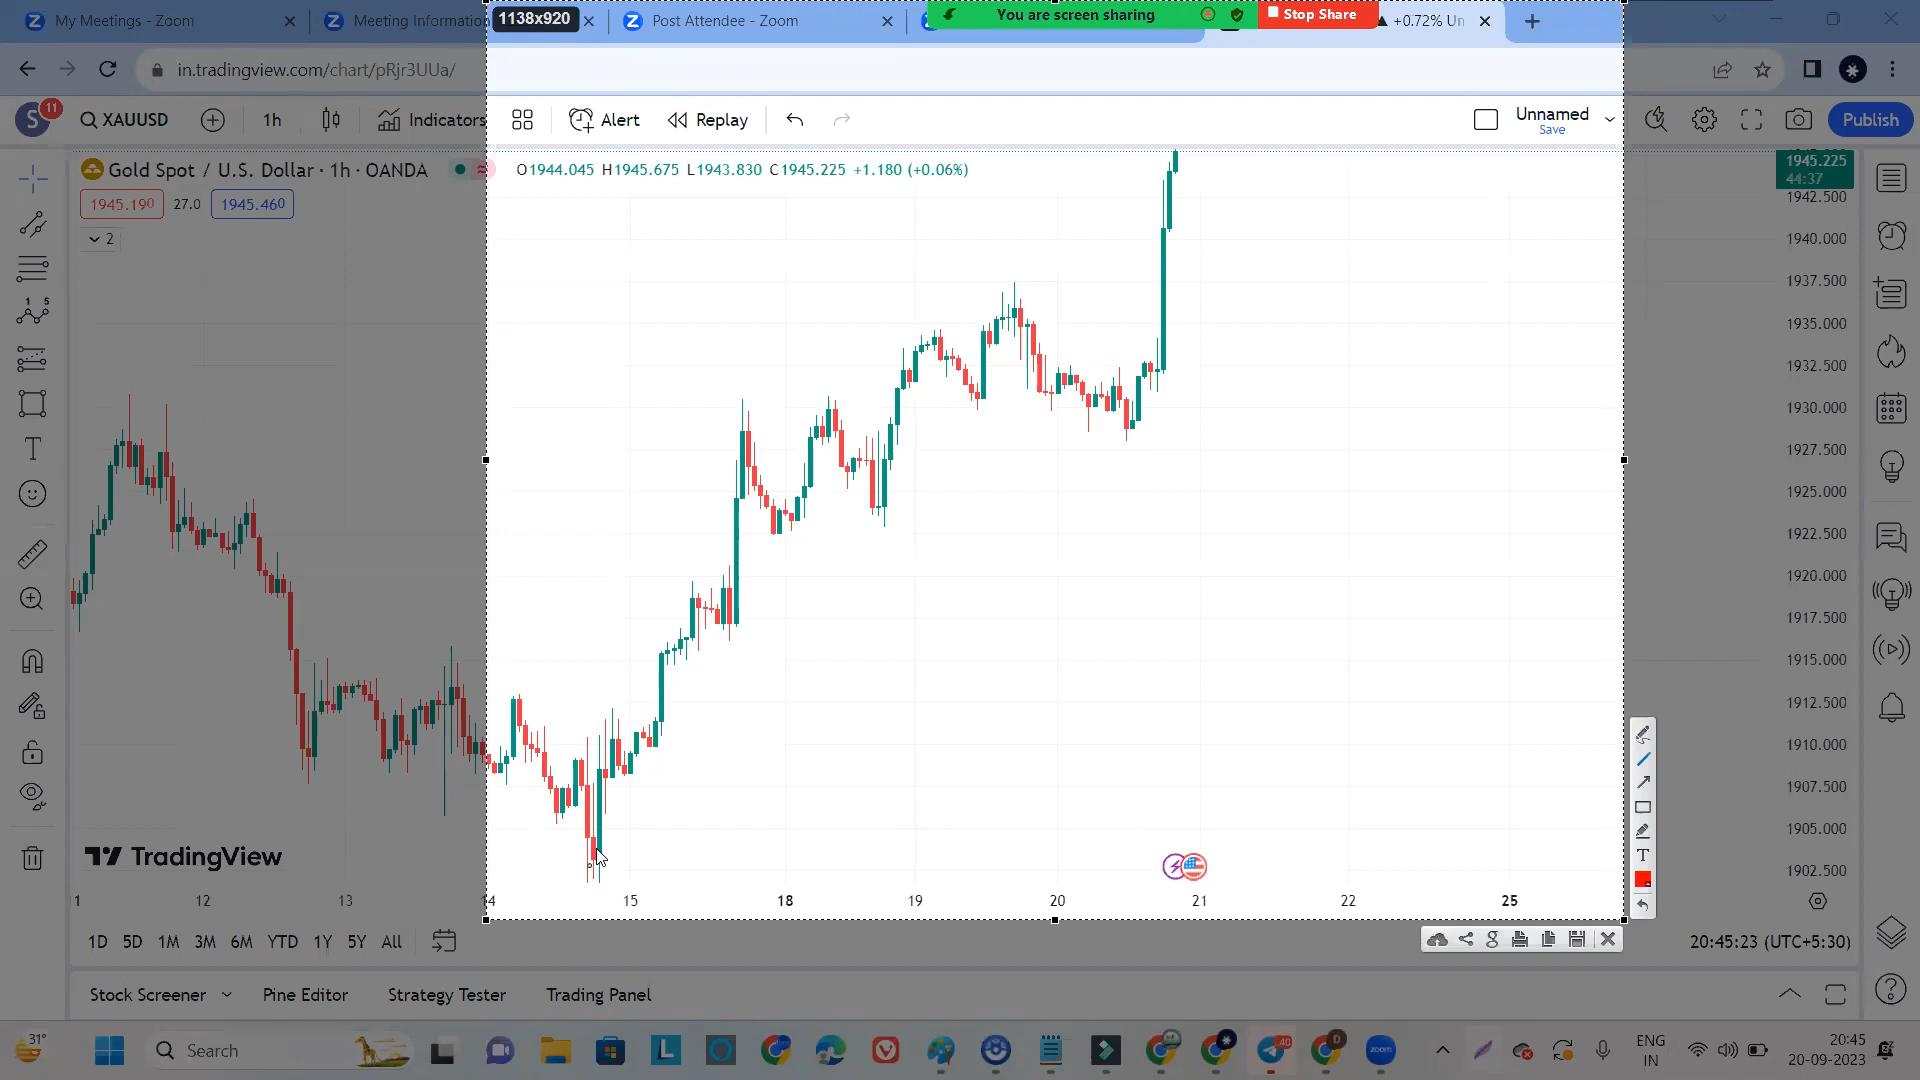 My Meetings - Zoom
Meeting Informatio
1138x920
Post Attendee - Zoom
You are screen sharing
Stop Share
+0.72% Un
in.tradingview.com/chart/pRjr3UUa/
S
11
XAUUSD
1h
Indicators
Alert
Replay
Unnamed
Save
Publish
Gold Spot / U.S. Dollar · 1h · OANDA
O1944.045 H1945.675 L1943.830 C1945.225 +1.180 (+0.06%)
1945.190
27.0
1945.460
2
1945.225
44:37
1942.500
1940.000
1937.500
1935.000
1932.500
1930.000
1927.500
1925.000
1922.500
1920.000
1917.500
1915.000
1912.500
1910.000
1907.500
1905.000
1902.500
TradingView
1 12 13 14 15 18 19 20 21 22 25
1D 5D 1M 3M 6M YTD 1Y 5Y All
20:45:23 (UTC+5:30)
Stock Screener
Pine Editor
Strategy Tester
Trading Panel
31°
Search
40
zoom
ENG
IN
20:45
20-09-2023